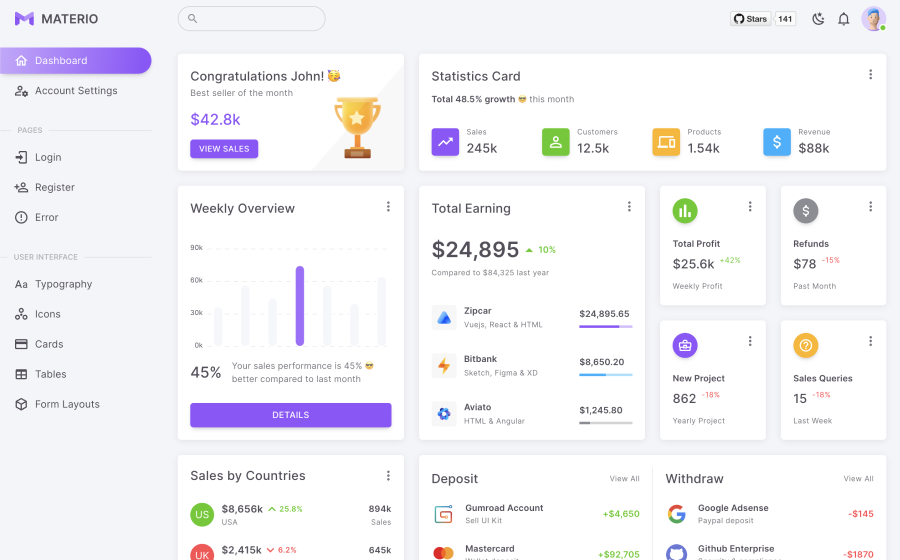 MATERIO
Stars 141
Dashboard
Account Settings
PAGES
Login
Register
Error
USER INTERFACE
Aa Typography
Icons
Cards
Tables
Form Layouts
Congratulations John! 🥳
Best seller of the month
$42.8k
VIEW SALES
Statistics Card
Total 48.5% growth 😎 this month
Sales
245k
Customers
12.5k
Products
1.54k
Revenue
$88k
Weekly Overview
90k
60k
30k
0k
45%
Your sales performance is 45% 😎
better compared to last month
DETAILS
Total Earning
$24,895 10%
Compared to $84,325 last year
Zipcar
Vuejs, React & HTML
$24,895.65
Bitbank
Sketch, Figma & XD
$8,650.20
Aviato
HTML & Angular
$1,245.80
Total Profit
$25.6k +42%
Weekly Profit
Refunds
$78 -15%
Past Month
New Project
862 -18%
Yearly Project
Sales Queries
15 -18%
Last Week
Sales by Countries
US
$8,656k 25.8%
USA
894k
Sales
UK
$2,415k 6.2%
645k
Deposit
View All
Gumroad Account
Sell UI Kit
+$4,650
Mastercard
Wallet deposit
+$92,705
Withdraw
View All
Google Adsense
Paypal deposit
-$145
Github Enterprise
-$1870